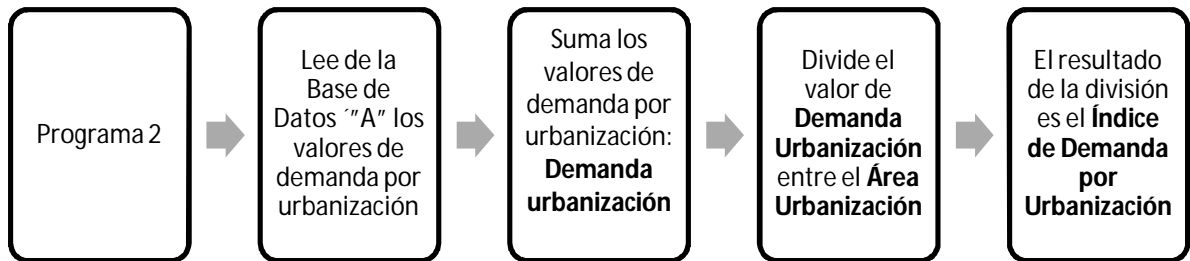 Programa 2
Lee de la
Base de
Datos ´"A" los
valores de
demanda por
urbanización
Suma los
valores de
demanda por
urbanización:
Demanda
urbanización
Divide el
valor de
Demanda
Urbanización
entre el Área
Urbanización
El resultado
de la división
es el Índice
de Demanda
por
Urbanización